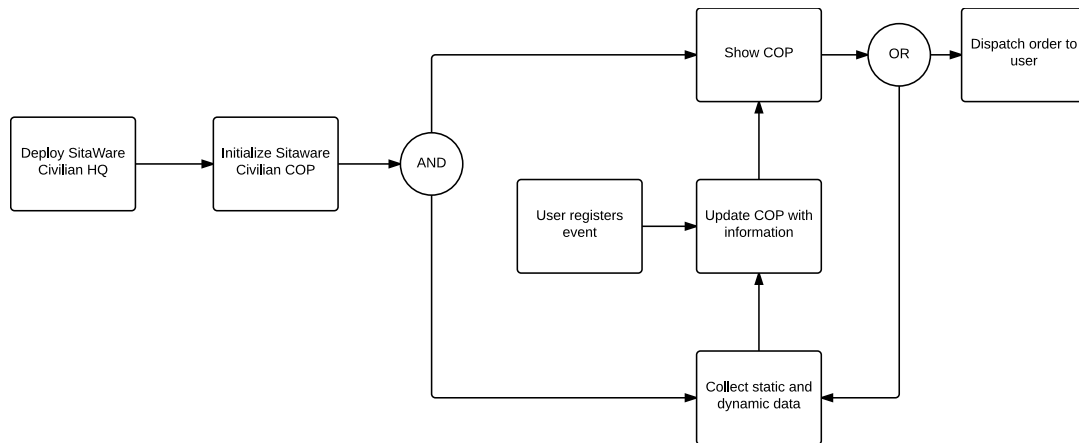 Show COP
OR
Dispatch order to
user
Deploy SitaWare
Civilian HQ
Initialize Sitaware
Civilian COP
AND
User registers
event
Update COP with
information
Collect static and
dynamic data